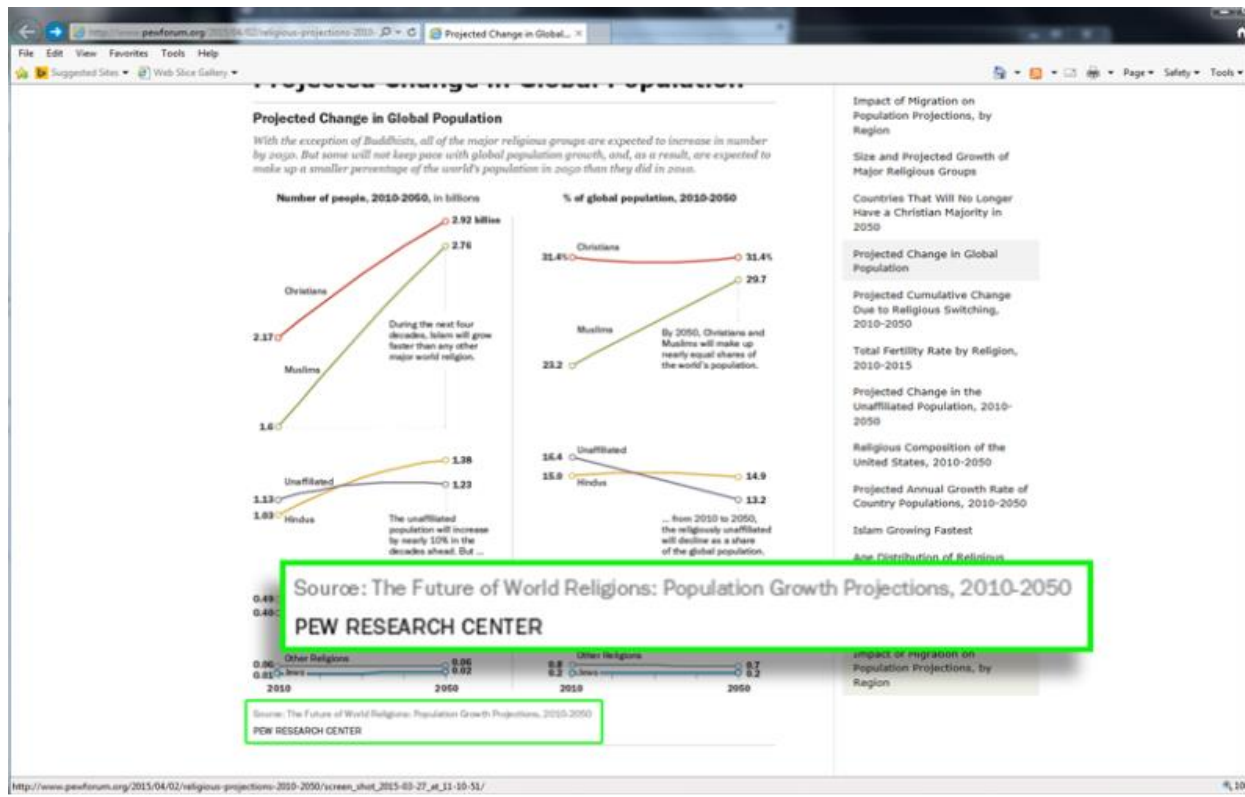 pewforum.org
Projected Change in Global...
File Edit View Favorites Tools Help
Suggested Sites Web Slice Gallery
Page Safety Tools
Projected Change in Global Population
Projected Change in Global Population
With the exception of Buddhists, all of the major religious groups are expected to increase in number
by 2050. But some will not keep pace with global population growth, and, as a result, are expected to
make up a smaller percentage of the world's population in 2050 than they did in 2010.
Number of people, 2010-2050, in billions
2.92 billion
2.76
Christians
2.17
During the next four
decades, Islam will grow
faster than any other
major world religion.
Muslims
1.6
1.38
Unaffiliated
1.23
1.13
1.03
Hindus
The unaffiliated
population will increase
by nearly 10% in the
decades ahead. But ...
0.49
0.40
Other Religions
0.06
0.06
0.01
Jews
0.02
2010
2050
% of global population, 2010-2050
Christians
31.4%
31.4%
29.7
Muslims
By 2050, Christians and
Muslims will make up
nearly equal shares of
the world's population.
23.2
Unaffiliated
16.4
15.0
14.9
Hindus
13.2
... from 2010 to 2050,
the religiously unaffiliated
will decline as a share
of the global population.
Other Religions
0.8
0.7
0.2
Jews
0.2
2010
2050
Source: The Future of World Religions: Population Growth Projections, 2010-2050
PEW RESEARCH CENTER
Source: The Future of World Religions: Population Growth Projections, 2010-2050
PEW RESEARCH CENTER
Impact of Migration on
Population Projections, by
Region
Size and Projected Growth of
Major Religious Groups
Countries That Will No Longer
Have a Christian Majority in
2050
Projected Change in Global
Population
Projected Cumulative Change
Due to Religious Switching,
2010-2050
Total Fertility Rate by Religion,
2010-2015
Projected Change in the
Unaffiliated Population, 2010-
2050
Religious Composition of the
United States, 2010-2050
Projected Annual Growth Rate of
Country Populations, 2010-2050
Islam Growing Fastest
Age Distribution of Religious
Impact of Migration on
Population Projections, by
Region
http://www.pewforum.org/2015/04/02/religious-projections-2010-2050/screen_shot_2015-03-27_at_11-10-51/